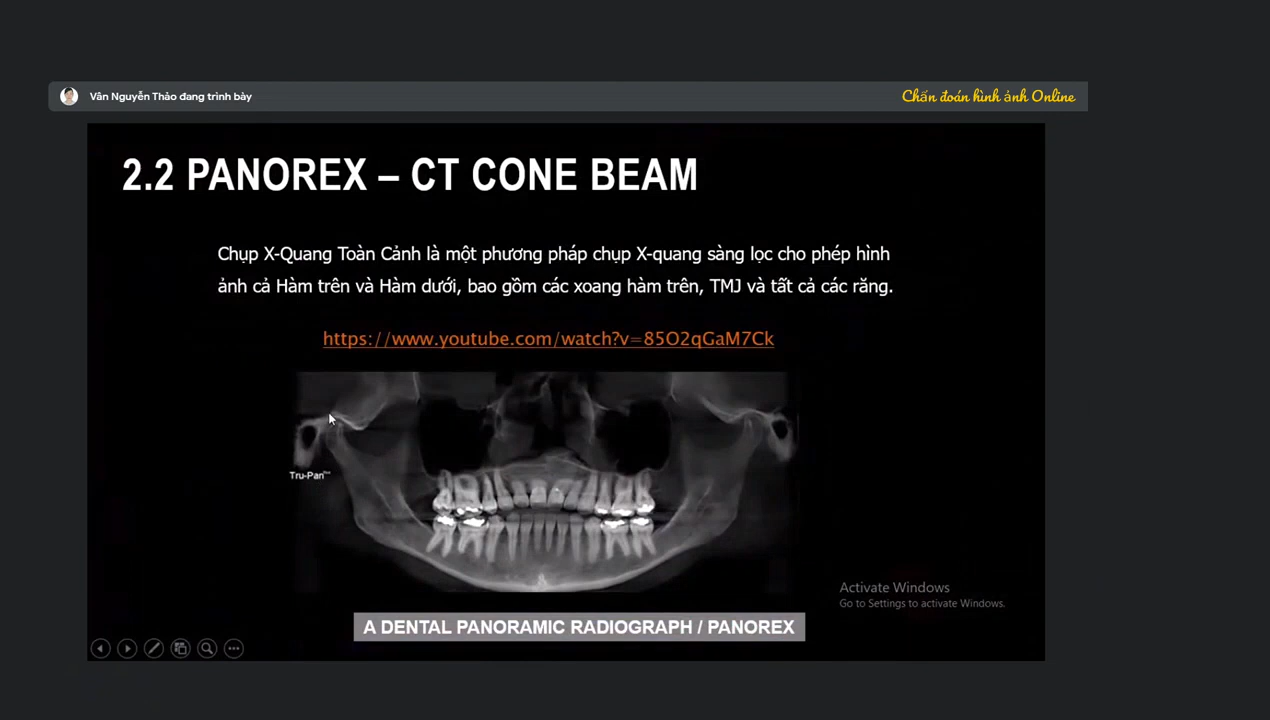 Vân Nguyễn Thảo đang trình bày
Chẩn đoán hình ảnh Online
2.2 PANOREX – CT CONE BEAM
Chụp X-Quang Toàn Cảnh là một phương pháp chụp X-quang sàng lọc cho phép hình
ảnh cả Hàm trên và Hàm dưới, bao gồm các xoang hàm trên, TMJ và tất cả các răng.
https://www.youtube.com/watch?v=85O2qGaM7Ck
Tru-Pan™
Activate Windows
Go to Settings to activate Windows.
A DENTAL PANORAMIC RADIOGRAPH / PANOREX